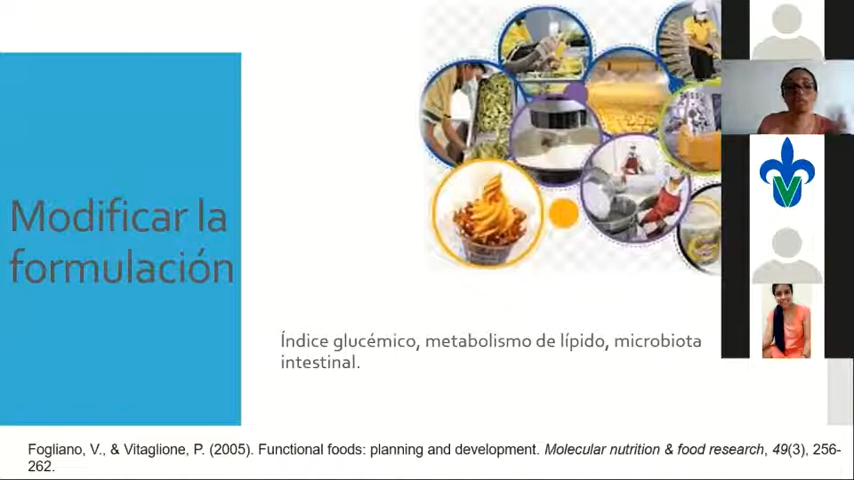 Modificar la
formulación
Índice glucémico, metabolismo de lípido, microbiota
intestinal.
Fogliano, V., & Vitaglione, P. (2005). Functional foods: planning and development. Molecular nutrition & food research, 49(3), 256-
262.